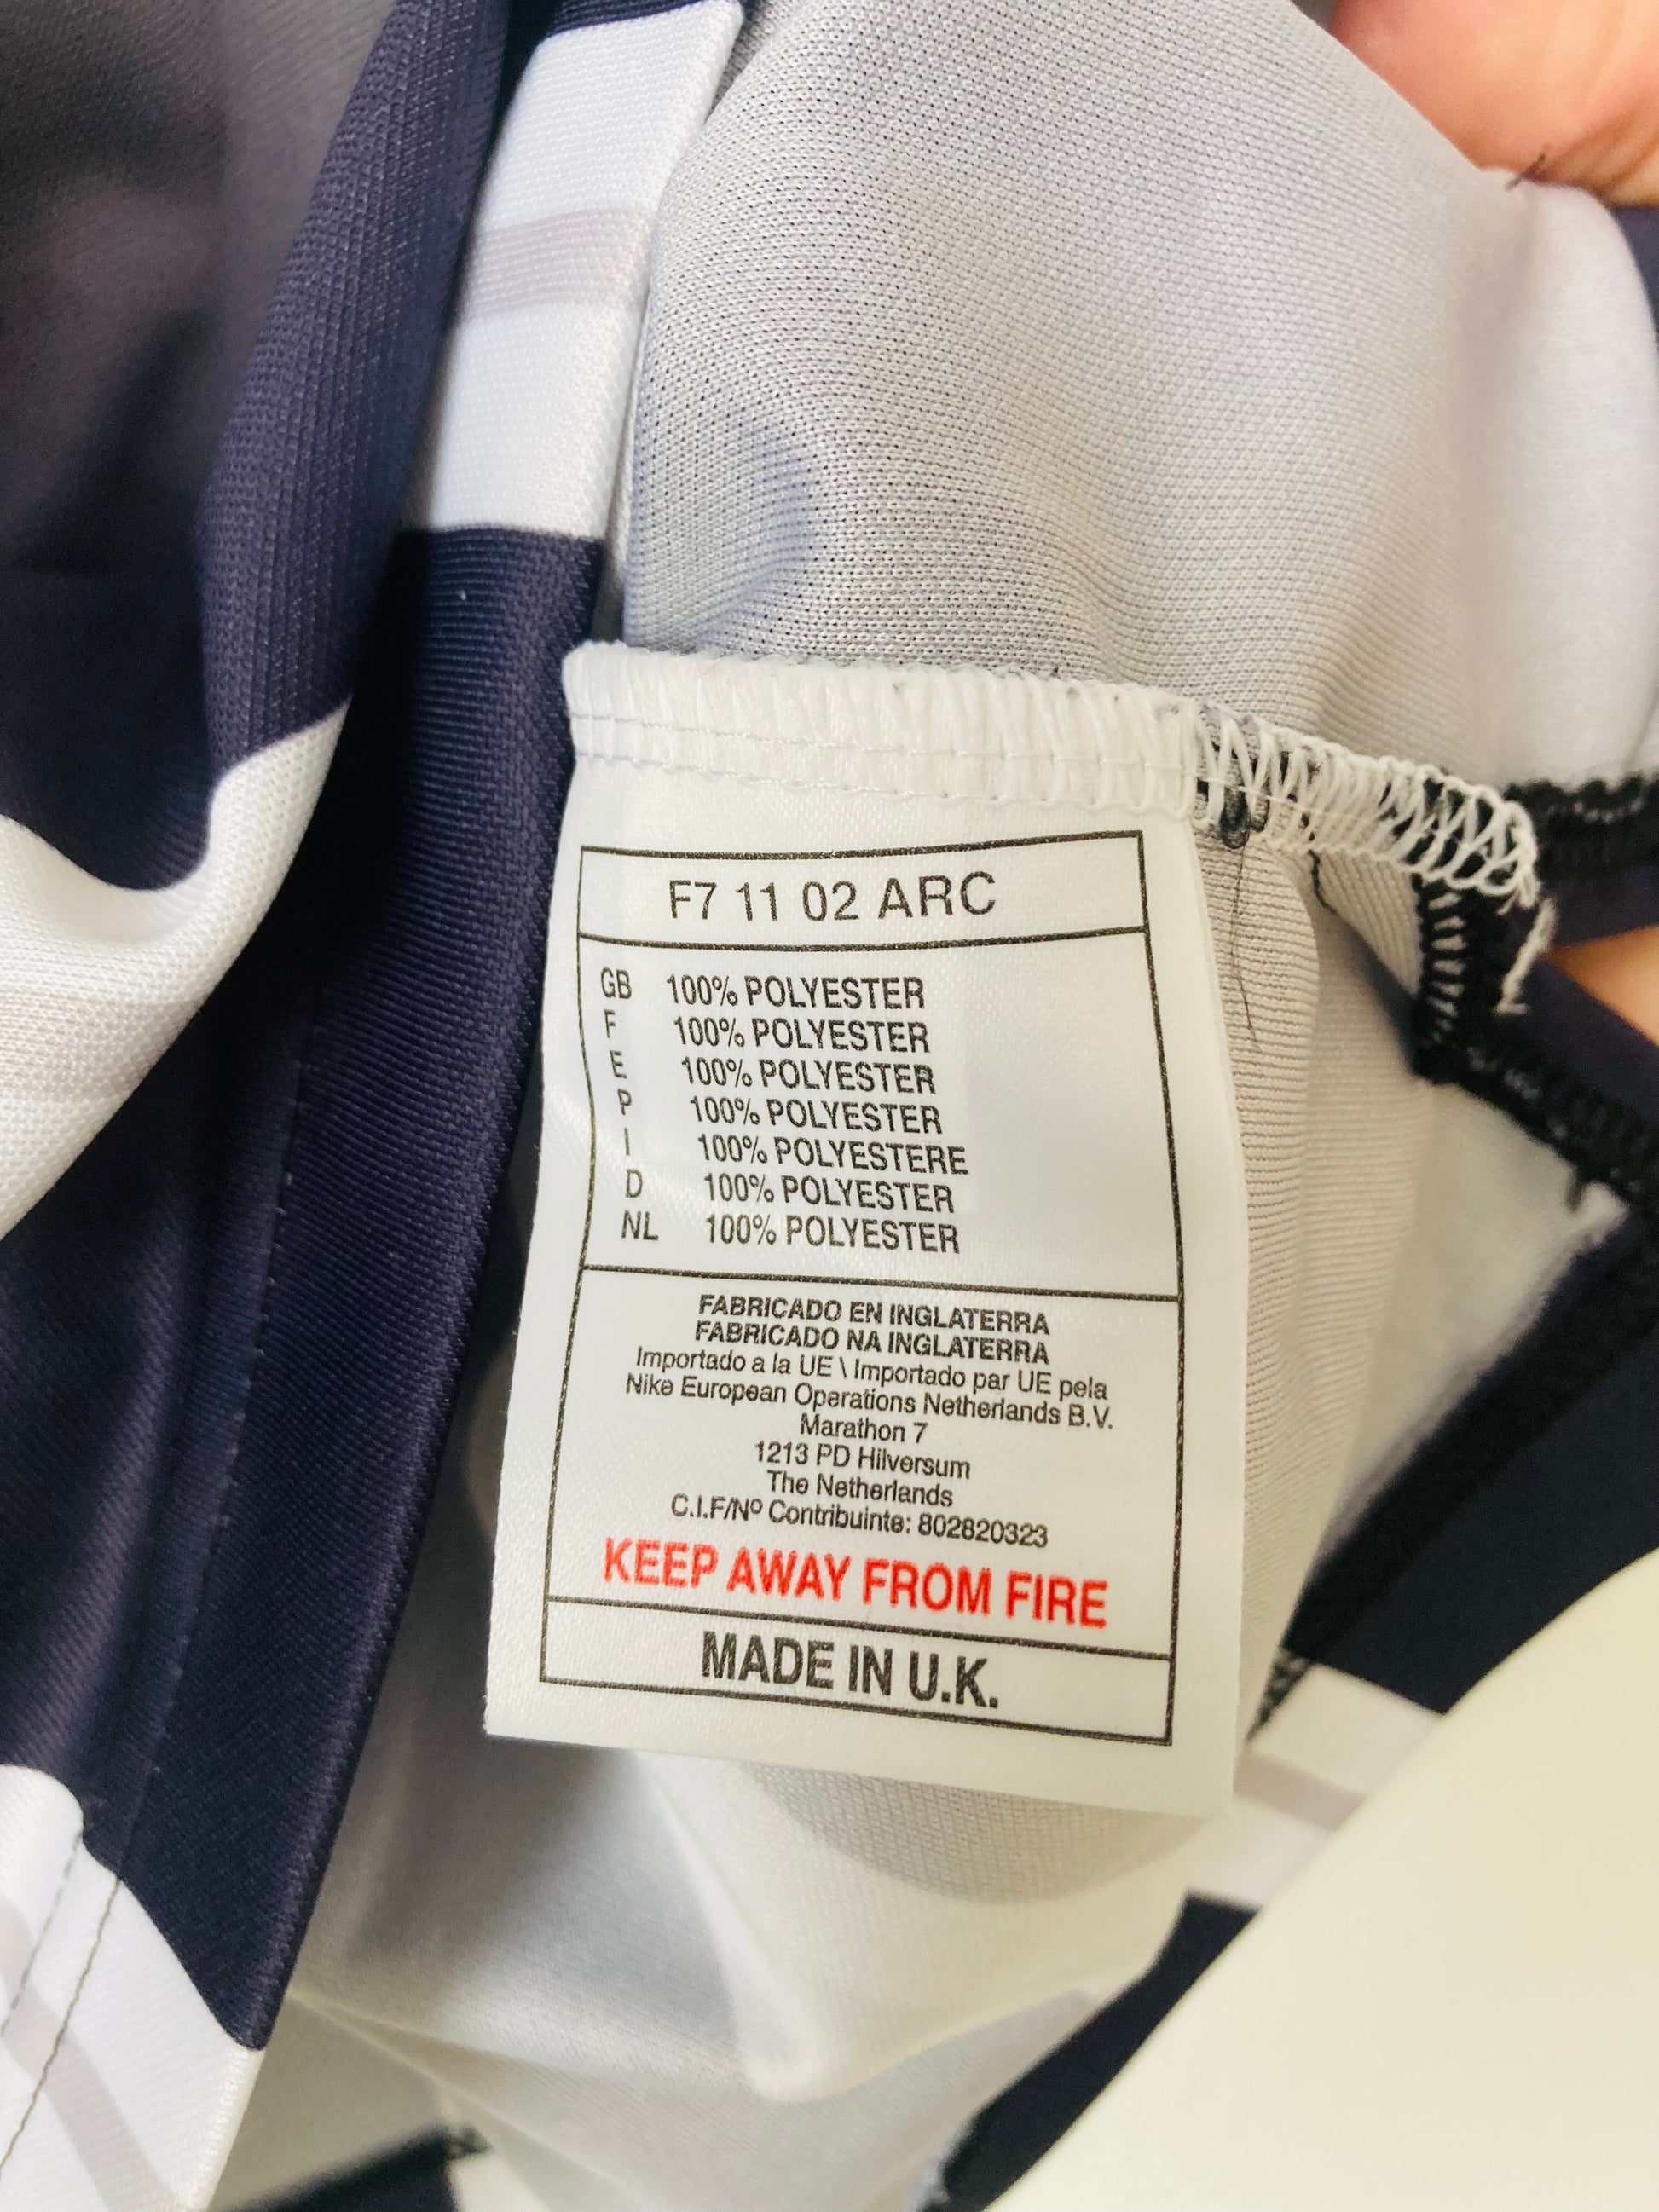 F7 11 02 ARC
GB 100% POLYESTER
F 100% POLYESTER
E 100% POLYESTER
P 100% POLYESTER
I 100% POLYESTERE
D 100% POLYESTER
NL 100% POLYESTER
FABRICADO EN INGLATERRA
FABRICADO NA INGLATERRA
Importado a la UE \ Importado par UE pela
Nike European Operations Netherlands B.V.
Marathon 7
1213 PD Hilversum
The Netherlands
C.I.F/Nº Contribuinte: 802820323
KEEP AWAY FROM FIRE
MADE IN U.K.